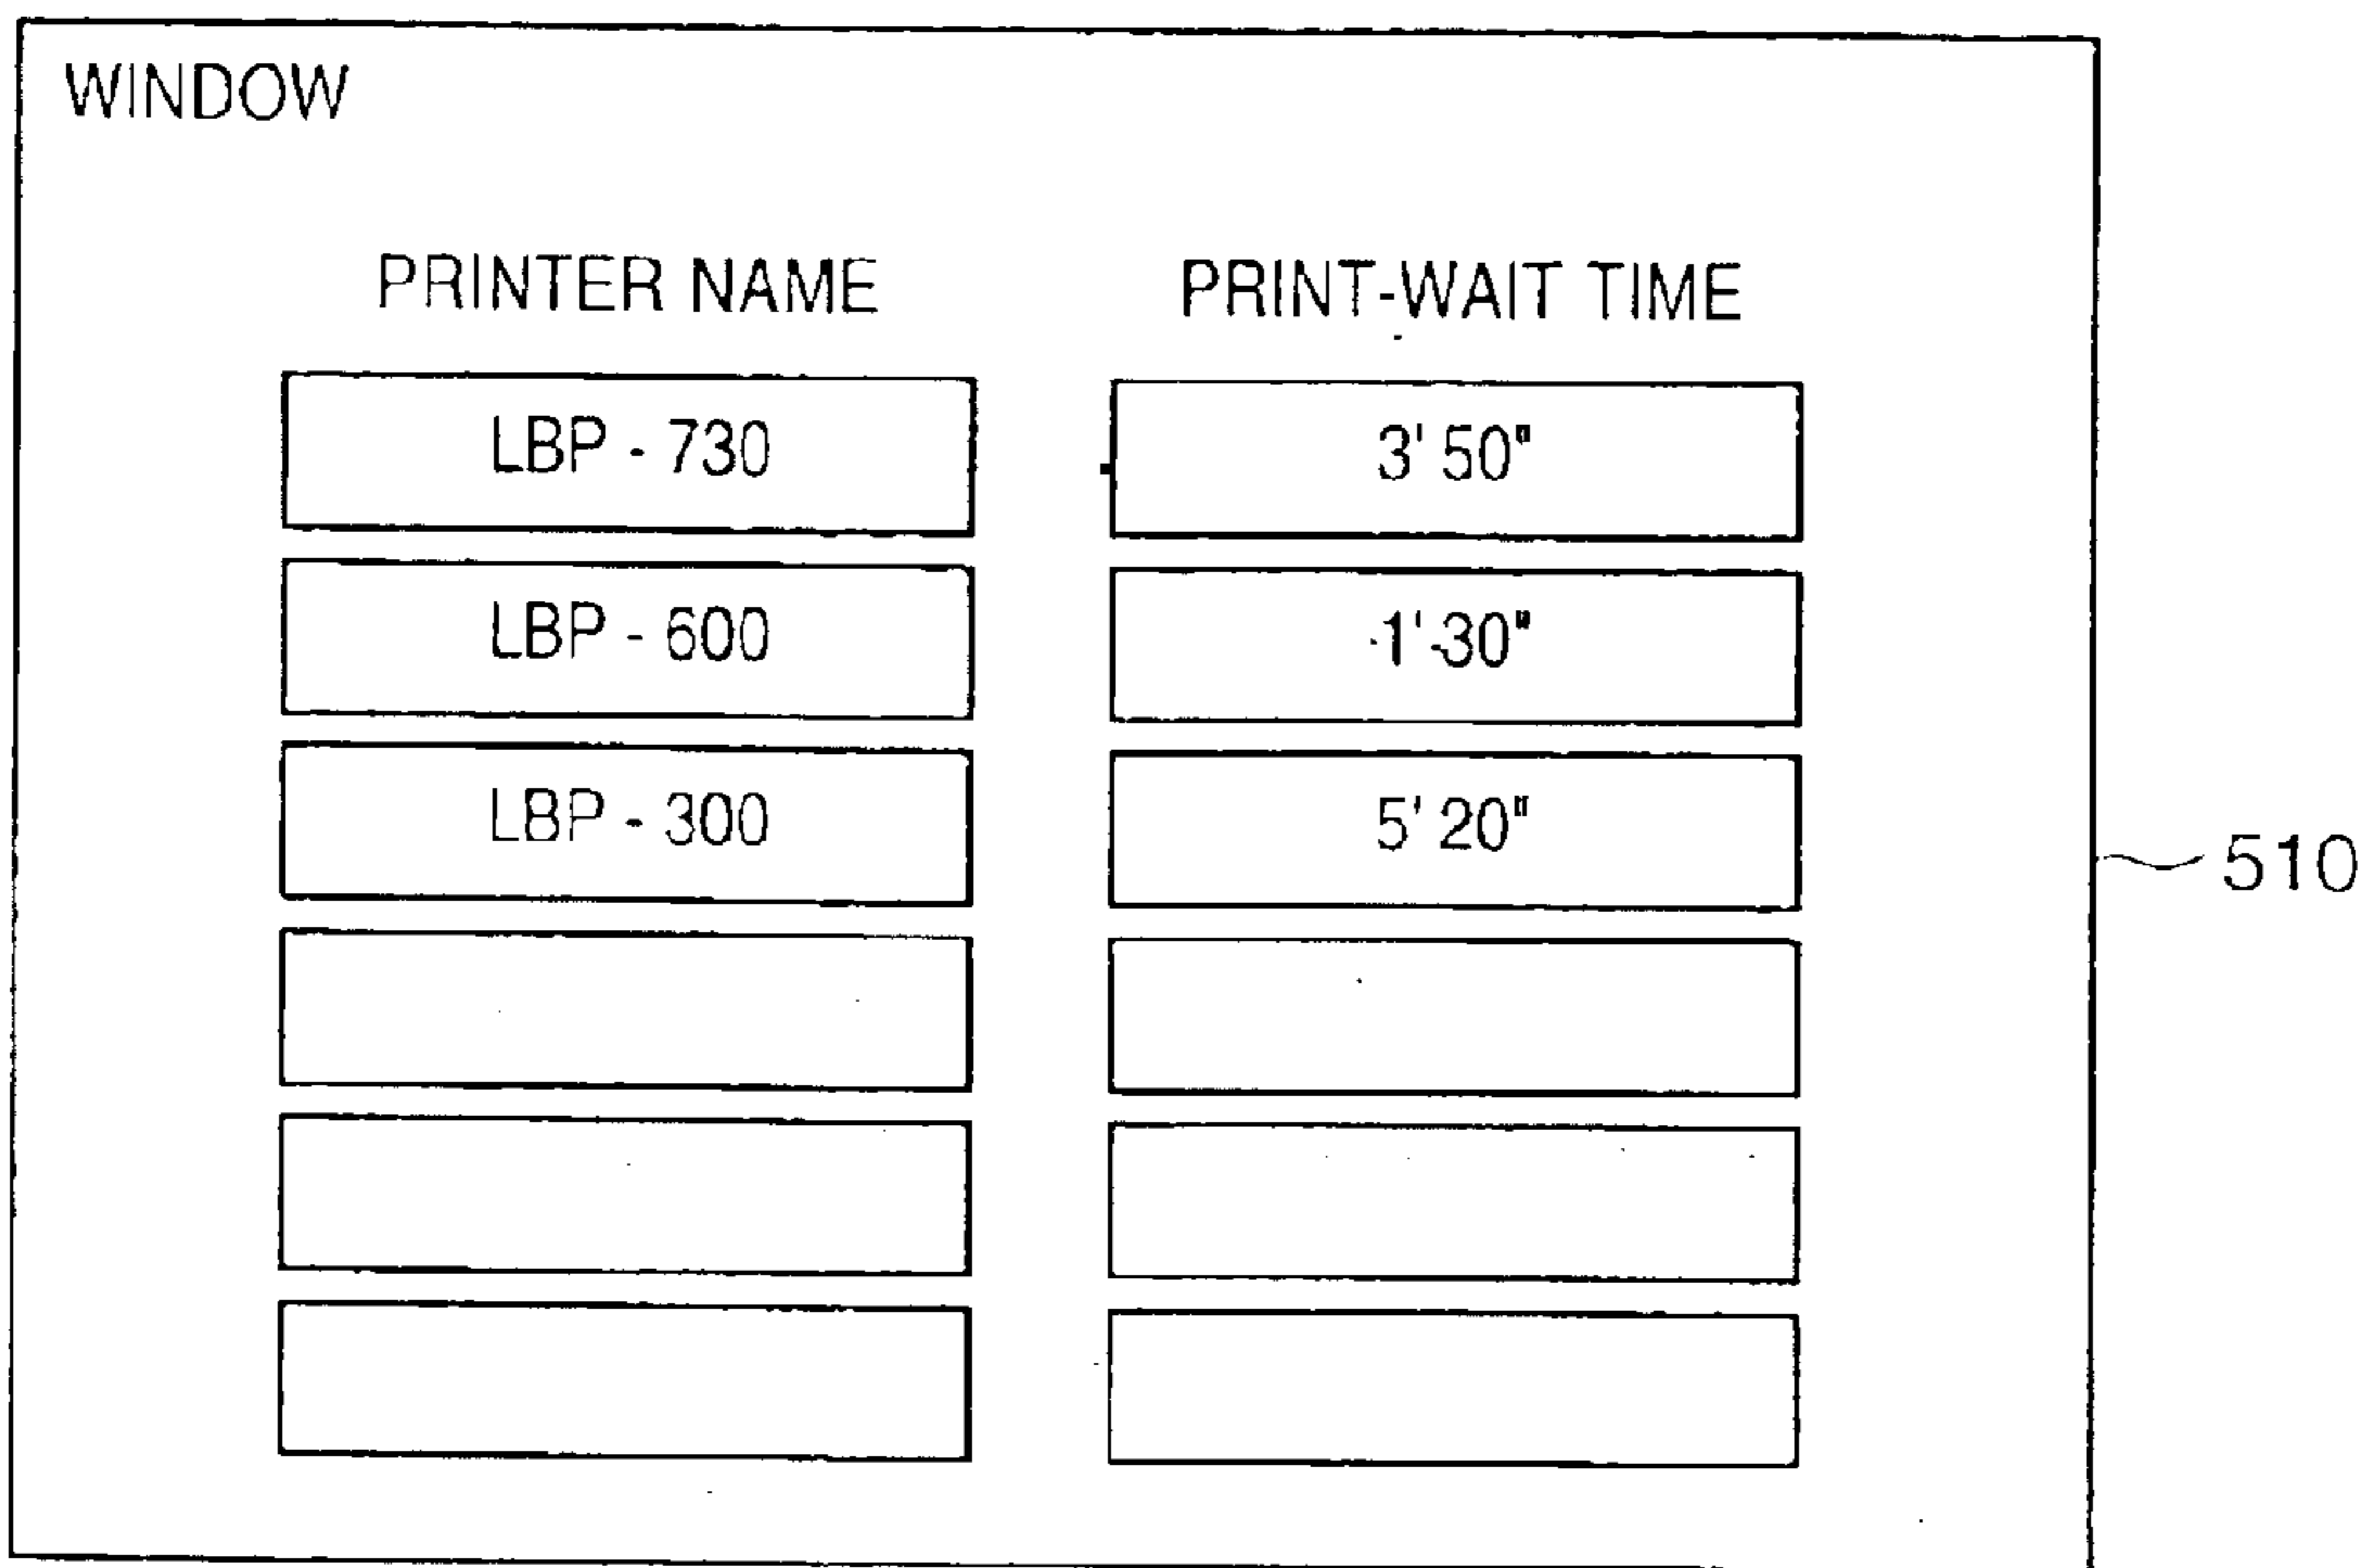 WINDOW
PRINTER NAME PRINT-WAIT TIME
LBP - 730 3' 50"
LBP - 600 1' 30"
LBP - 300 5' 20"
510